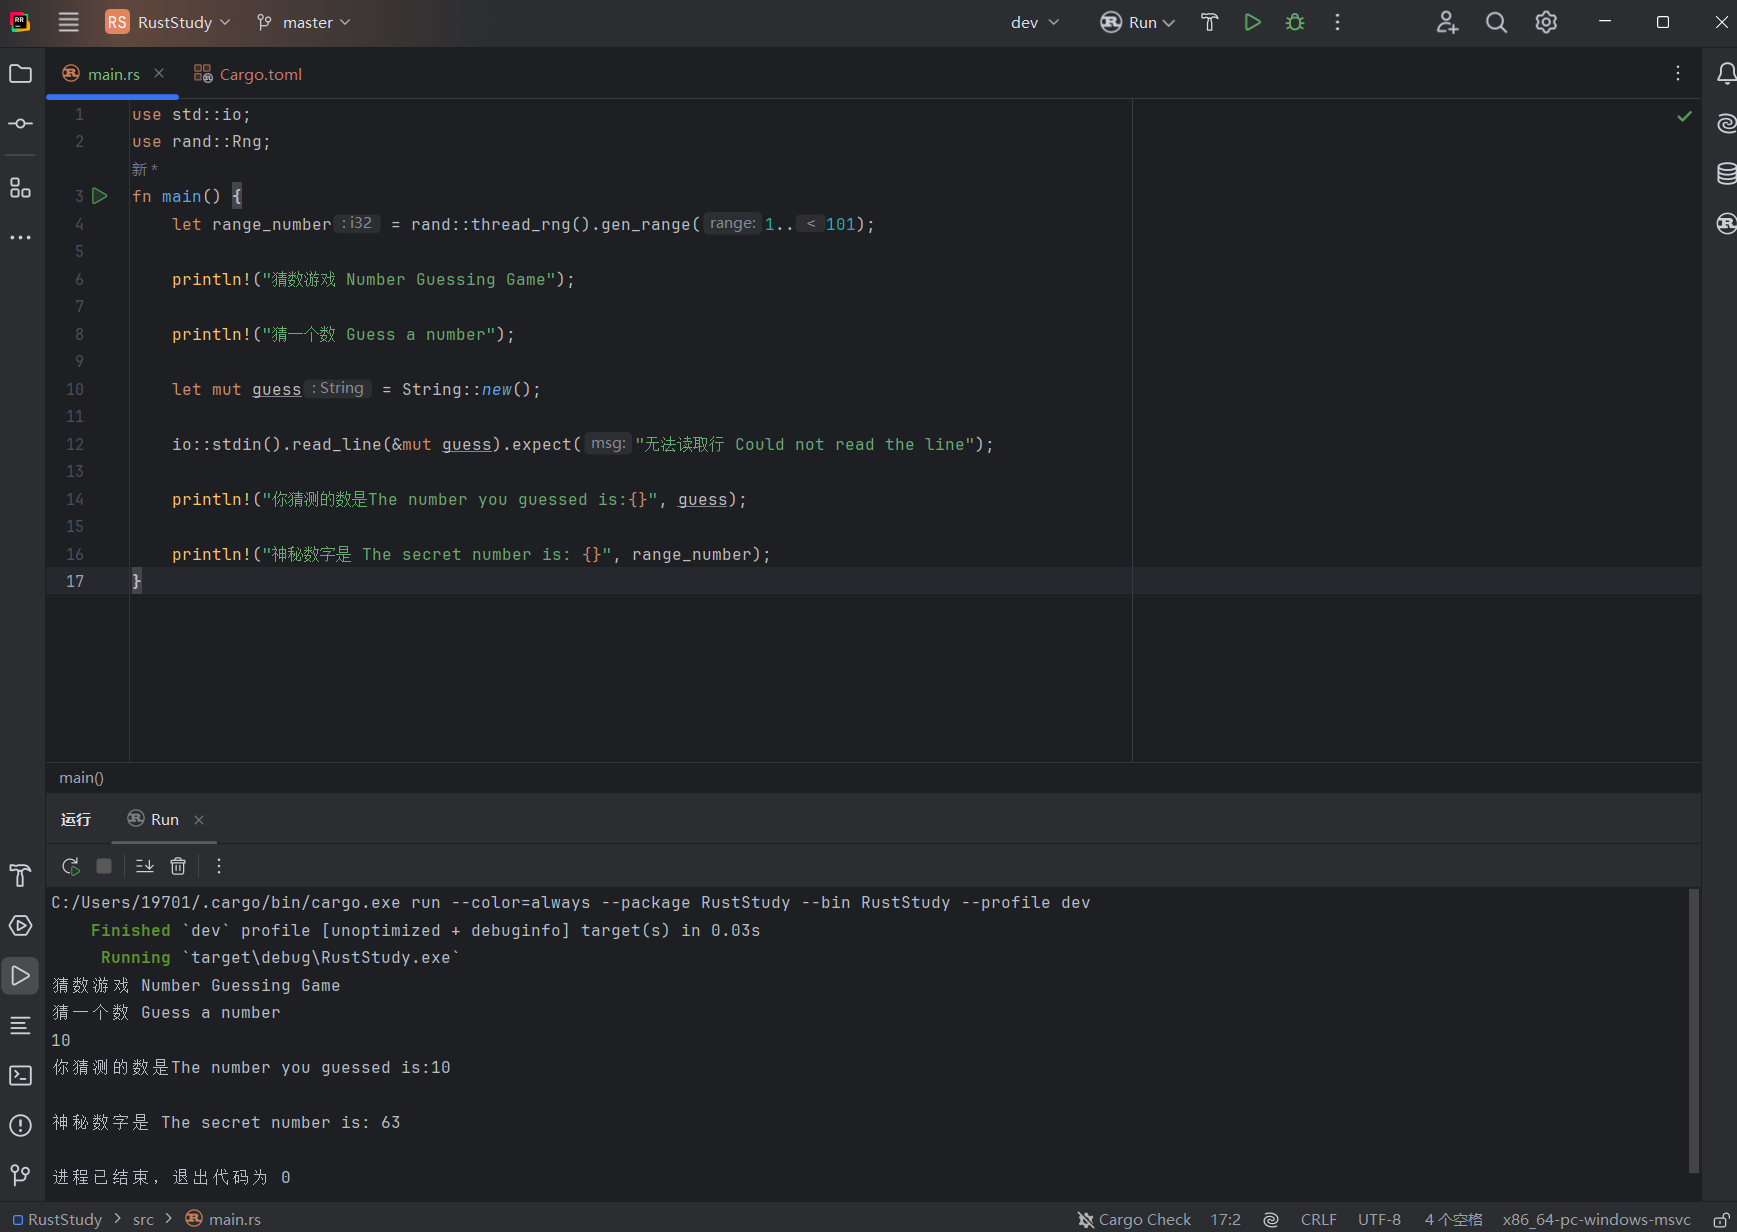 RR
RS RustStudy master dev Run
main.rs Cargo.toml
1 use std::io;
2 use rand::Rng;
新 *
3 fn main() {
4 let range_number : i32 = rand::thread_rng().gen_range( range: 1.. < 101);
5
6 println!("猜数游戏 Number Guessing Game");
7
8 println!("猜一个数 Guess a number");
9
10 let mut guess : String = String::new();
11
12 io::stdin().read_line(&mut guess).expect( msg: "无法读取行 Could not read the line");
13
14 println!("你猜测的数是The number you guessed is:{}", guess);
15
16 println!("神秘数字是 The secret number is: {}", range_number);
17 }
main()
运行 Run
C:/Users/19701/.cargo/bin/cargo.exe run --color=always --package RustStudy --bin RustStudy --profile dev
Finished `dev` profile [unoptimized + debuginfo] target(s) in 0.03s
Running `target\debug\RustStudy.exe`
猜数游戏 Number Guessing Game
猜一个数 Guess a number
10
你猜测的数是The number you guessed is:10
神秘数字是 The secret number is: 63
进程已结束，退出代码为 0
RustStudy > src > main.rs Cargo Check 17:2 CRLF UTF-8 4 个空格 x86_64-pc-windows-msvc